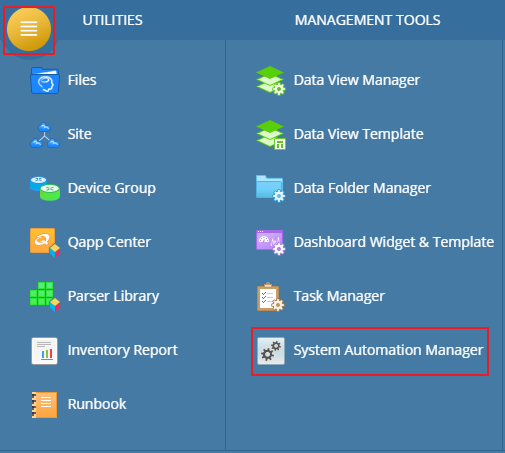 UTILITIES
Files
Site
Device Group
Qapp Center
Parser Library
Inventory Report
Runbook
MANAGEMENT TOOLS
Data View Manager
Data View Template
Data Folder Manager
Dashboard Widget & Template
Task Manager
System Automation Manager